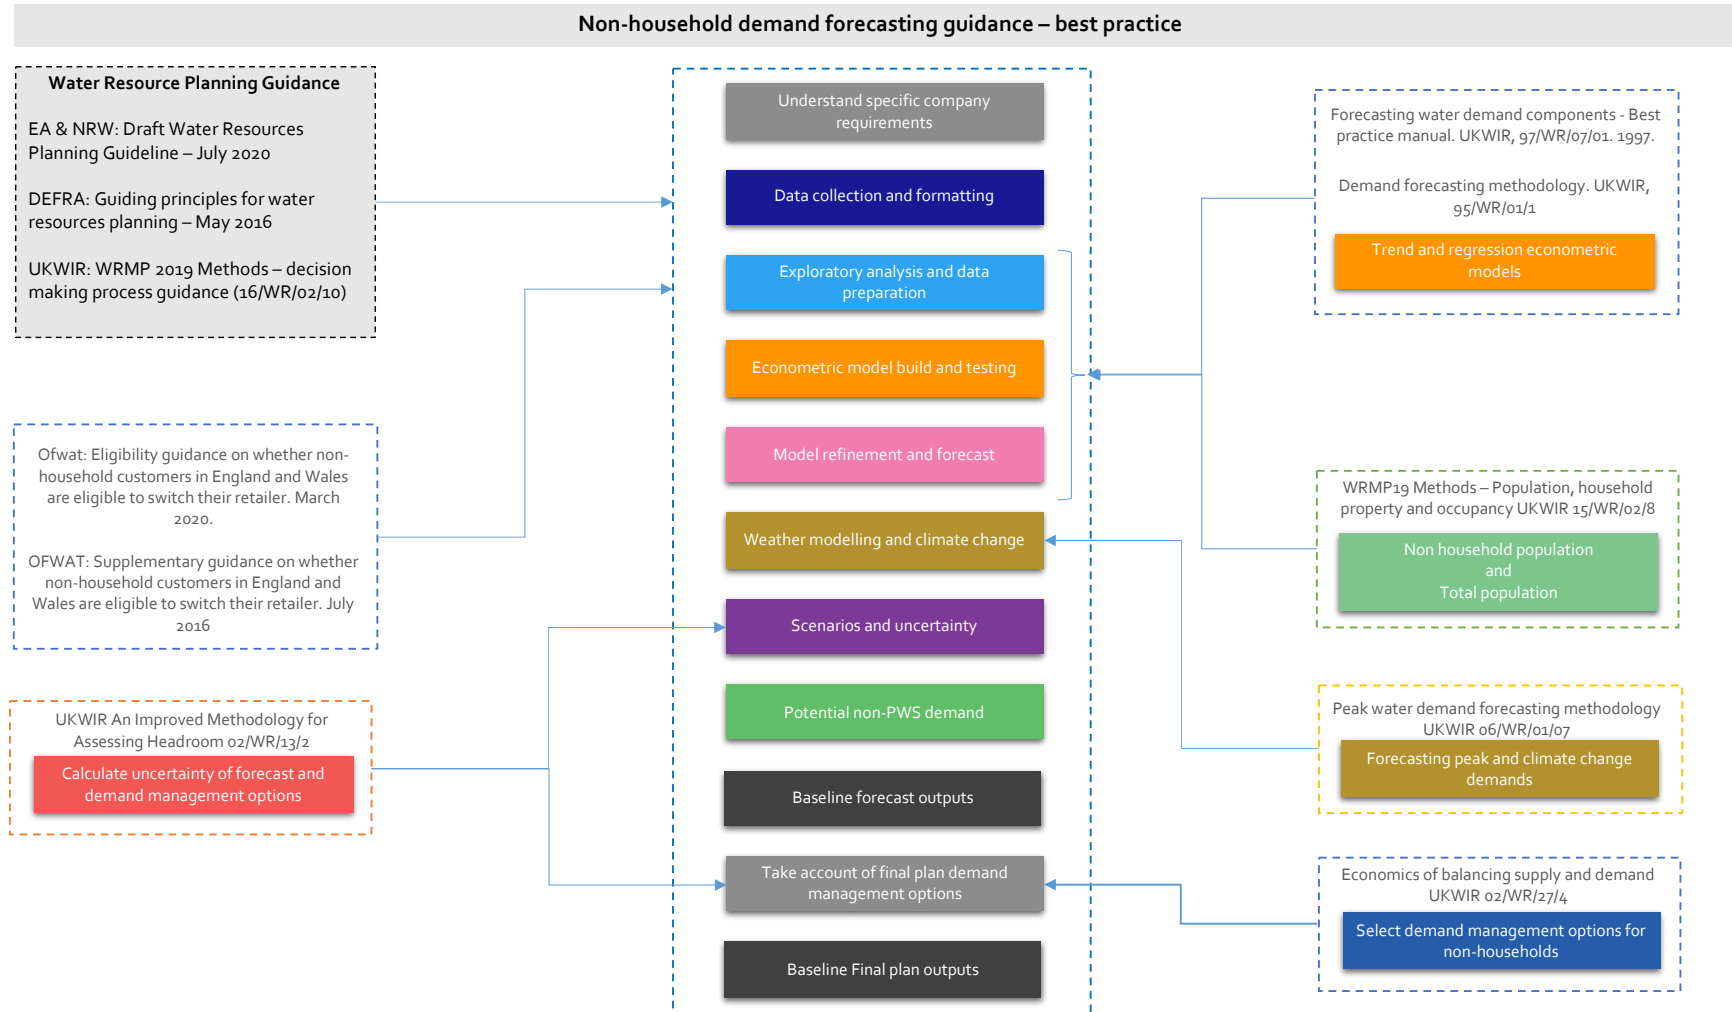 Non-household demand forecasting guidance – best practice
Water Resource Planning Guidance
EA & NRW: Draft Water Resources
Planning Guideline – July 2020
DEFRA: Guiding principles for water
resources planning – May 2016
UKWIR: WRMP 2019 Methods – decision
making process guidance (16/WR/02/10)
Ofwat: Eligibility guidance on whether non-
household customers in England and Wales
are eligible to switch their retailer. March
2020.
OFWAT: Supplementary guidance on whether
non-household customers in England and
Wales are eligible to switch their retailer. July
2016
UKWIR An Improved Methodology for
Assessing Headroom 02/WR/13/2
Calculate uncertainty of forecast and
demand management options
Understand specific company
requirements
Data collection and formatting
Exploratory analysis and data
preparation
Econometric model build and testing
Model refinement and forecast
Weather modelling and climate change
Scenarios and uncertainty
Potential non-PWS demand
Baseline forecast outputs
Take account of final plan demand
management options
Baseline Final plan outputs
Forecasting water demand components - Best
practice manual. UKWIR, 97/WR/07/01. 1997.
Demand forecasting methodology. UKWIR,
95/WR/01/1
Trend and regression econometric
models
WRMP19 Methods – Population, household
property and occupancy UKWIR 15/WR/02/8
Non household population
and
Total population
Peak water demand forecasting methodology
UKWIR 06/WR/01/07
Forecasting peak and climate change
demands
Economics of balancing supply and demand
UKWIR 02/WR/27/4
Select demand management options for
non-households